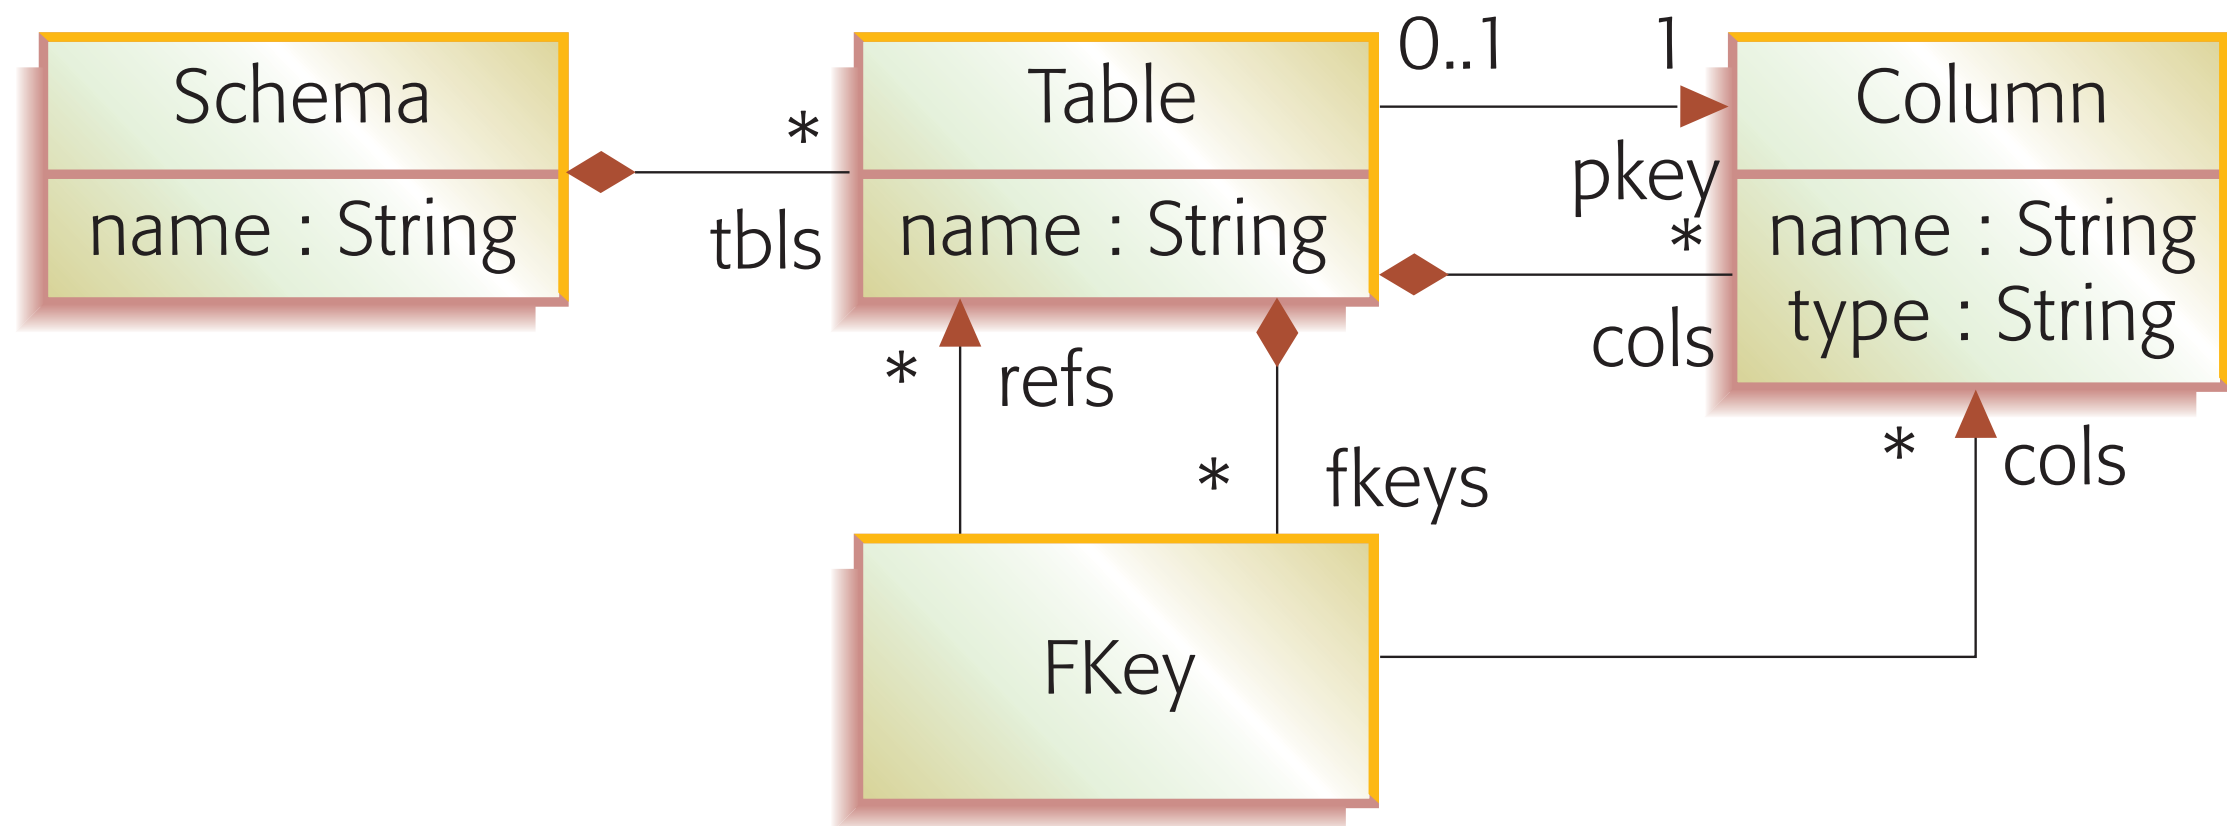 Schema
name : String
*
tbls
Table
name : String
0..1
1
pkey
*
cols
Column
name : String
type : String
*
refs
*
fkeys
*
cols
FKey